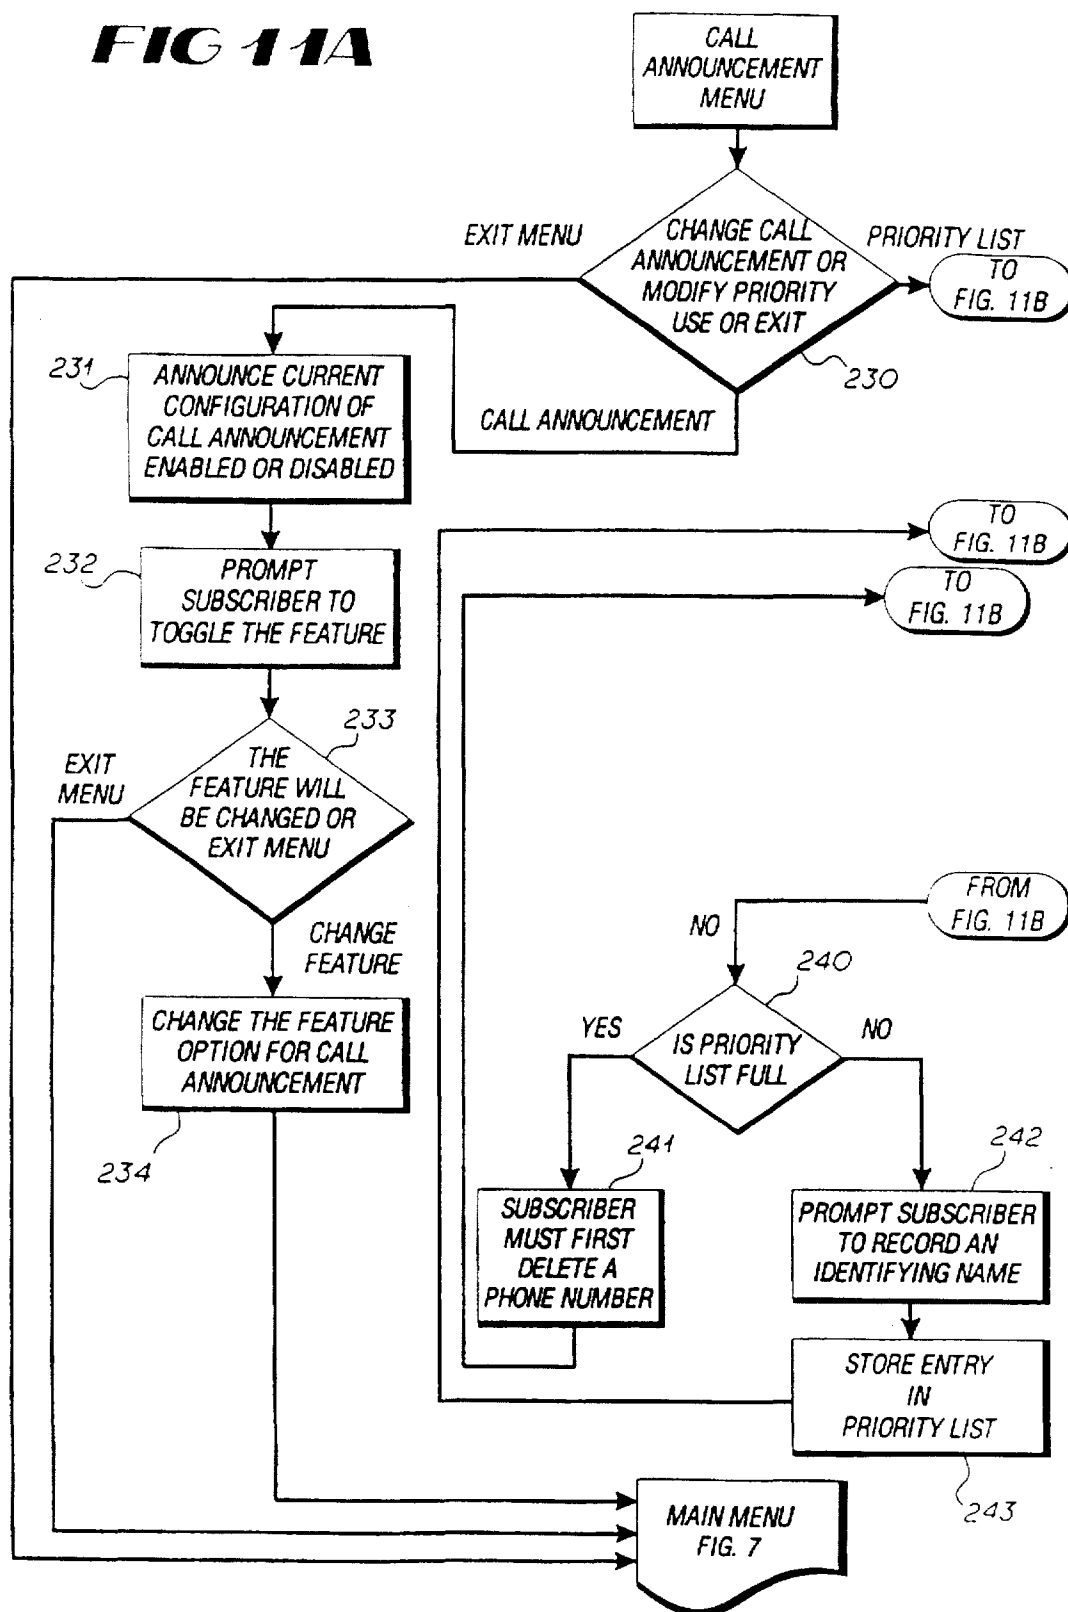 FIG 11A
CALL
ANNOUNCEMENT
MENU
EXIT MENU
CHANGE CALL
ANNOUNCEMENT OR
MODIFY PRIORITY
USE OR EXIT
PRIORITY LIST
TO
FIG. 11B
230
231
ANNOUNCE CURRENT
CONFIGURATION OF
CALL ANNOUNCEMENT
ENABLED OR DISABLED
CALL ANNOUNCEMENT
TO
FIG. 11B
232
PROMPT
SUBSCRIBER TO
TOGGLE THE FEATURE
TO
FIG. 11B
233
EXIT
MENU
THE
FEATURE WILL
BE CHANGED OR
EXIT MENU
FROM
FIG. 11B
NO
CHANGE
FEATURE
240
YES
IS PRIORITY
LIST FULL
NO
CHANGE THE FEATURE
OPTION FOR CALL
ANNOUNCEMENT
234
241
242
SUBSCRIBER
MUST FIRST
DELETE A
PHONE NUMBER
PROMPT SUBSCRIBER
TO RECORD AN
IDENTIFYING NAME
STORE ENTRY
IN
PRIORITY LIST
243
MAIN MENU
FIG. 7